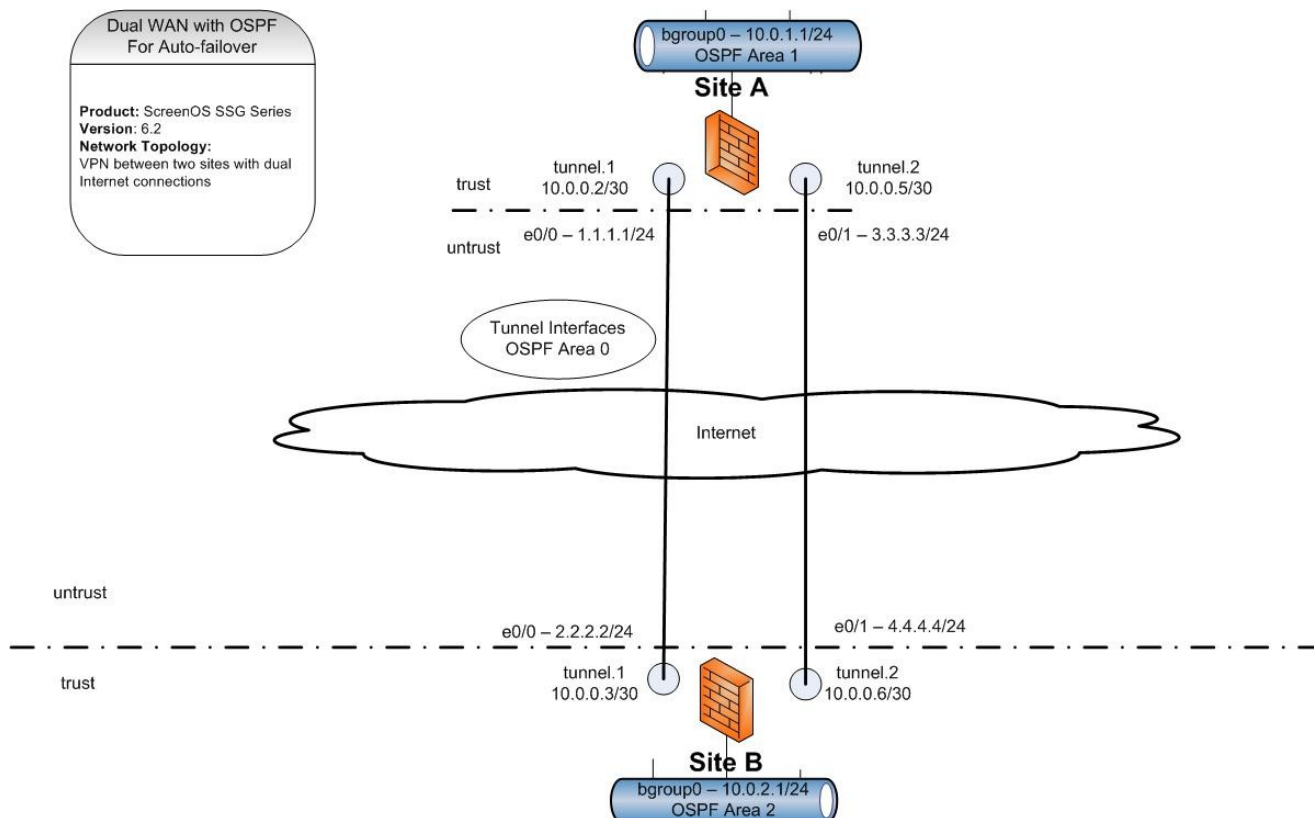 Dual WAN with OSPF
For Auto-failover
Product: ScreenOS SSG Series
Version: 6.2
Network Topology:
VPN between two sites with dual
Internet connections
bgroup0 – 10.0.1.1/24
OSPF Area 1
Site A
tunnel.1
10.0.0.2/30
tunnel.2
10.0.0.5/30
trust
untrust
e0/0 – 1.1.1.1/24
e0/1 – 3.3.3.3/24
Tunnel Interfaces
OSPF Area 0
Internet
untrust
e0/0 – 2.2.2.2/24
e0/1 – 4.4.4.4/24
trust
tunnel.1
10.0.0.3/30
tunnel.2
10.0.0.6/30
Site B
bgroup0 – 10.0.2.1/24
OSPF Area 2